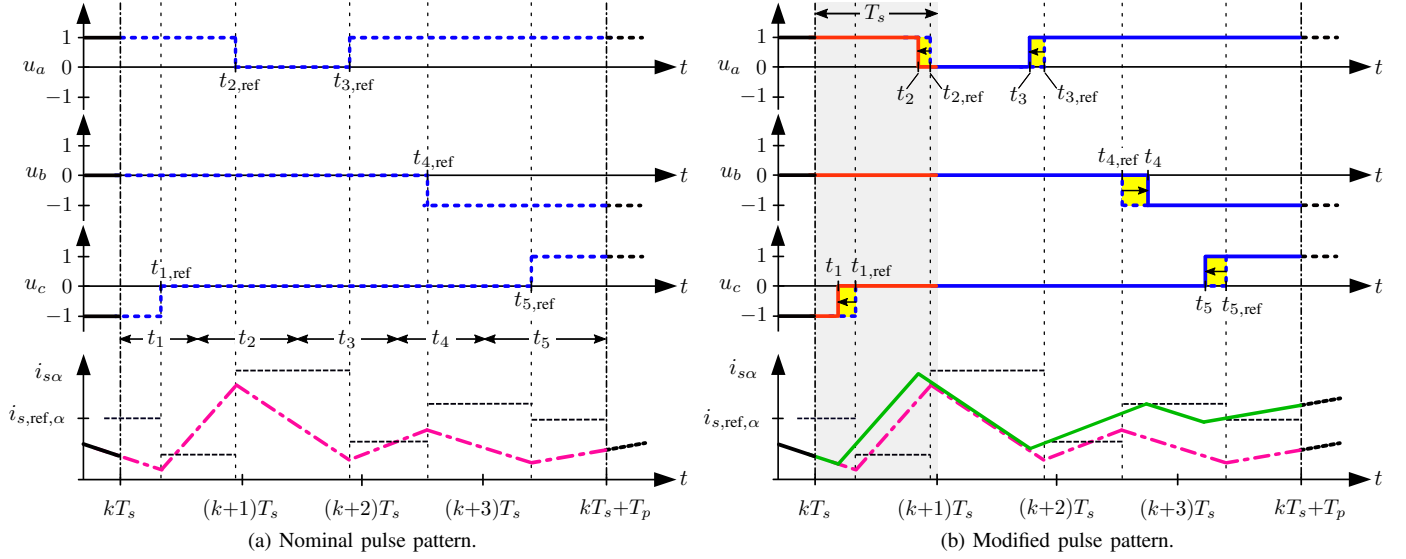 T_s
1
u_a 0
−1
t
t_{2,ref}
t_{3,ref}
1
u_b 0
−1
t
t_{4,ref}
1
u_c 0
−1
t
t_{1,ref}
t_{5,ref}
t_1 t_2 t_3 t_4 t_5
i_{sα}
i_{s,ref,α}
t
kT_s (k+1)T_s (k+2)T_s (k+3)T_s kT_s+T_p
(a) Nominal pulse pattern.
1
u_a 0
−1
t
t_2 t_{2,ref} t_3 t_{3,ref}
1
u_b 0
−1
t
t_{4,ref} t_4
1
u_c 0
−1
t
t_1 t_{1,ref}
t_5 t_{5,ref}
i_{sα}
i_{s,ref,α}
t
kT_s (k+1)T_s (k+2)T_s (k+3)T_s kT_s+T_p
(b) Modified pulse pattern.